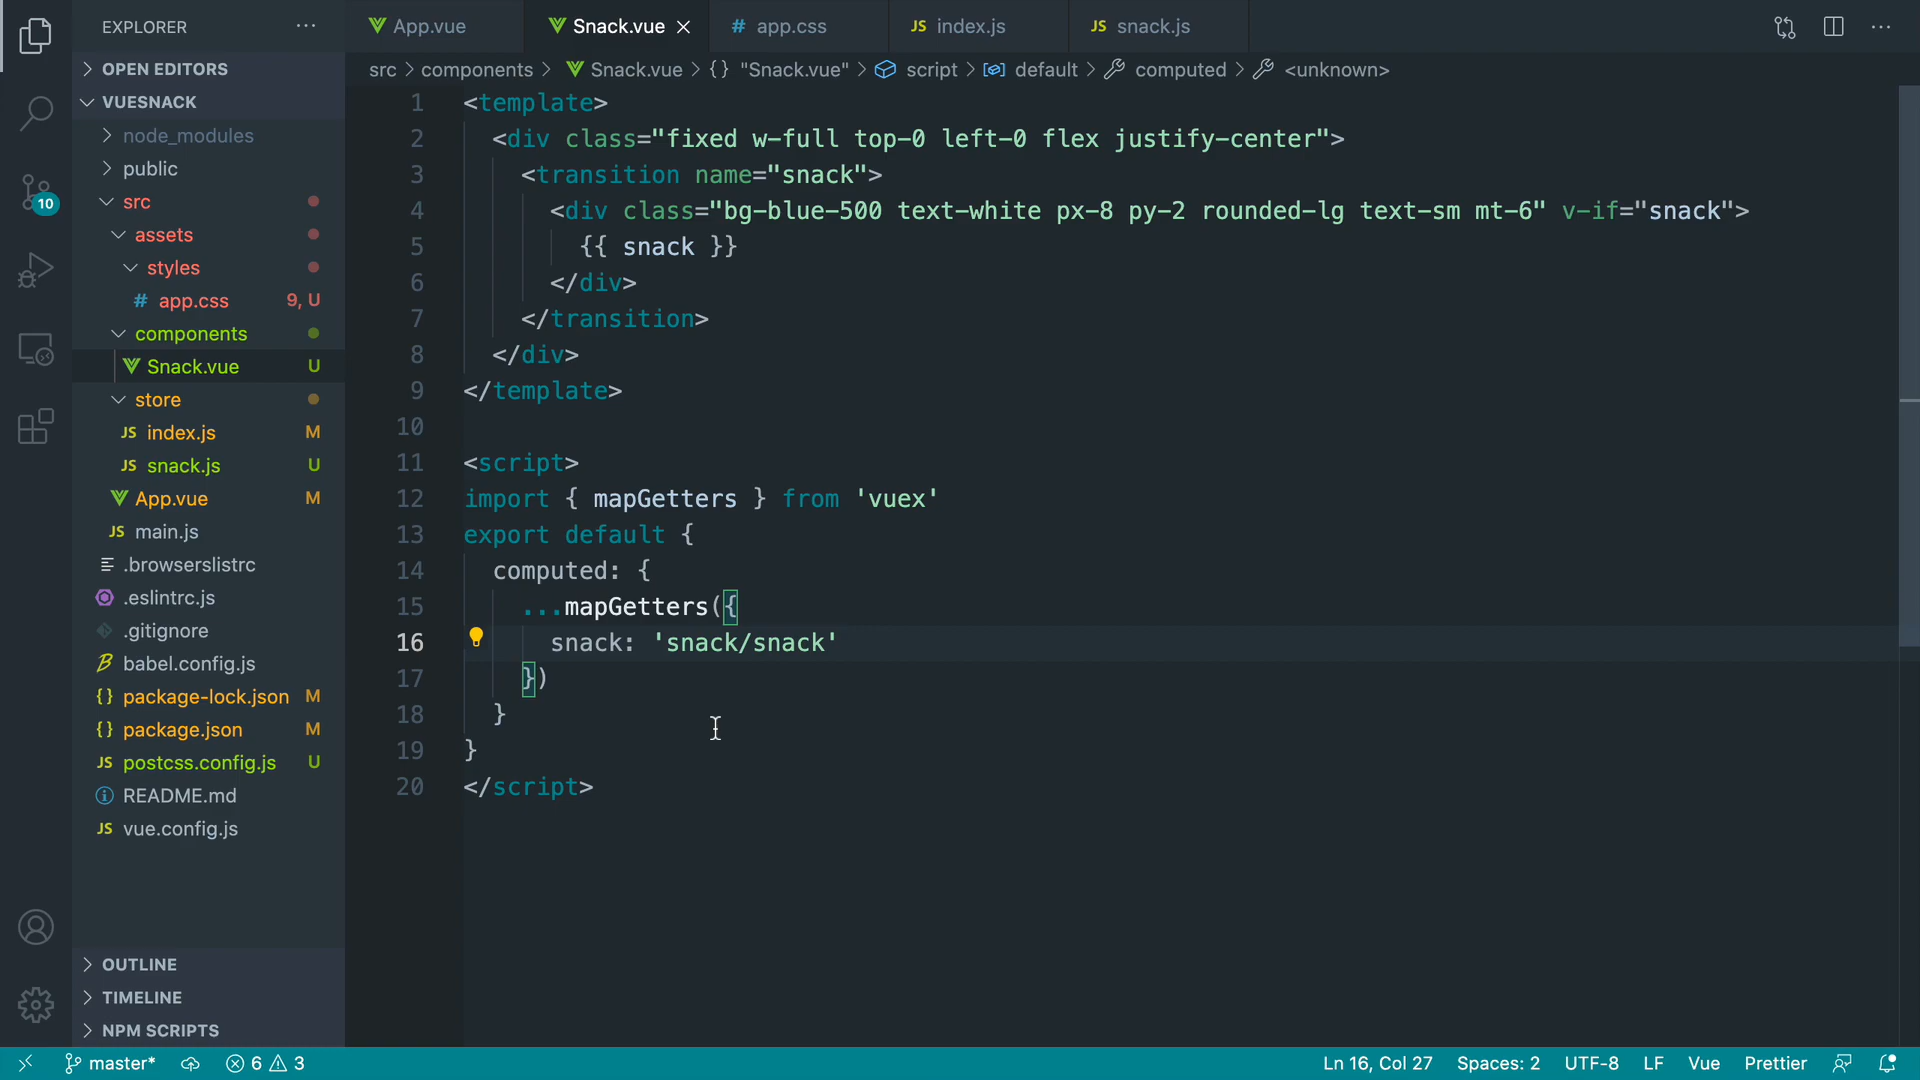 EXPLORER
OPEN EDITORS
VUESNACK
node_modules
public
src
assets
styles
# app.css 9, U
components
Snack.vue U
store
JS index.js M
JS snack.js U
App.vue M
JS main.js
.browserslistrc
.eslintrc.js
.gitignore
babel.config.js
{} package-lock.json M
{} package.json M
JS postcss.config.js U
README.md
JS vue.config.js
OUTLINE
TIMELINE
NPM SCRIPTS
10
App.vue
Snack.vue
# app.css
JS index.js
JS snack.js
src > components > Snack.vue > {} "Snack.vue" > script > default > computed > <unknown>
1 <template>
2 <div class="fixed w-full top-0 left-0 flex justify-center">
3 <transition name="snack">
4 <div class="bg-blue-500 text-white px-8 py-2 rounded-lg text-sm mt-6" v-if="snack">
5 {{ snack }}
6 </div>
7 </transition>
8 </div>
9 </template>
10
11 <script>
12 import { mapGetters } from 'vuex'
13 export default {
14 computed: {
15 ...mapGetters({
16 snack: 'snack/snack'
17 })
18 }
19 }
20 </script>
master* 6 3 Ln 16, Col 27 Spaces: 2 UTF-8 LF Vue Prettier